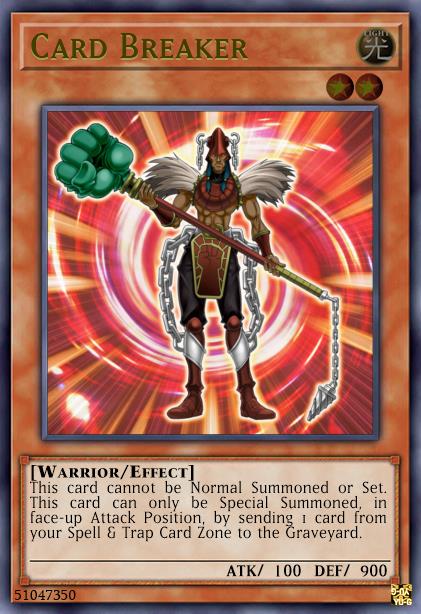 CARD BREAKER
LIGHT
光
[WARRIOR/EFFECT]
This card cannot be Normal Summoned or Set.
This card can only be Special Summoned, in
face-up Attack Position, by sending 1 card from
your Spell & Trap Card Zone to the Graveyard.
ATK/ 100 DEF/ 900
51047350